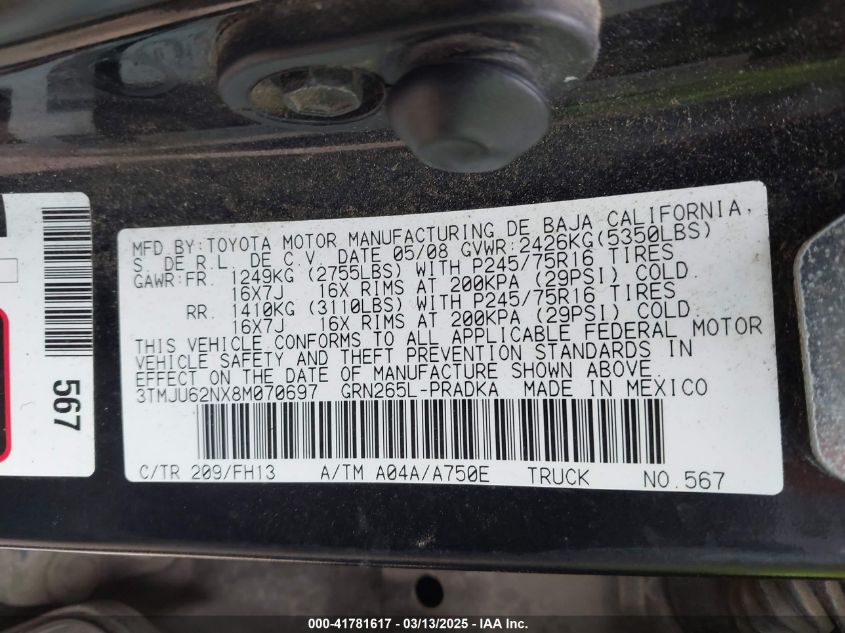 MFD.BY:TOYOTA MOTOR MANUFACTURING DE BAJA CALIFORNIA,
S. DE R.L. DE C.V. DATE 05/08 GVWR:2426KG(5350LBS)
GAWR:FR. 1249KG (2755LBS) WITH P245/75R16 TIRES
16X7J 16X RIMS AT 200KPA (29PSI) COLD.
RR. 1410KG (3110LBS) WITH P245/75R16 TIRES
16X7J 16X RIMS AT 200KPA (29PSI) COLD.
THIS VEHICLE CONFORMS TO ALL APPLICABLE FEDERAL MOTOR
VEHICLE SAFETY AND THEFT PREVENTION STANDARDS IN
EFFECT ON THE DATE OF MANUFACTURE SHOWN ABOVE.
3TMJU62NX8M070697 GRN265L-PRADKA MADE IN MEXICO
C/TR 209/FH13 A/TM A04A/A750E TRUCK NO.567
567
000-41781617 - 03/13/2025 - IAA Inc.